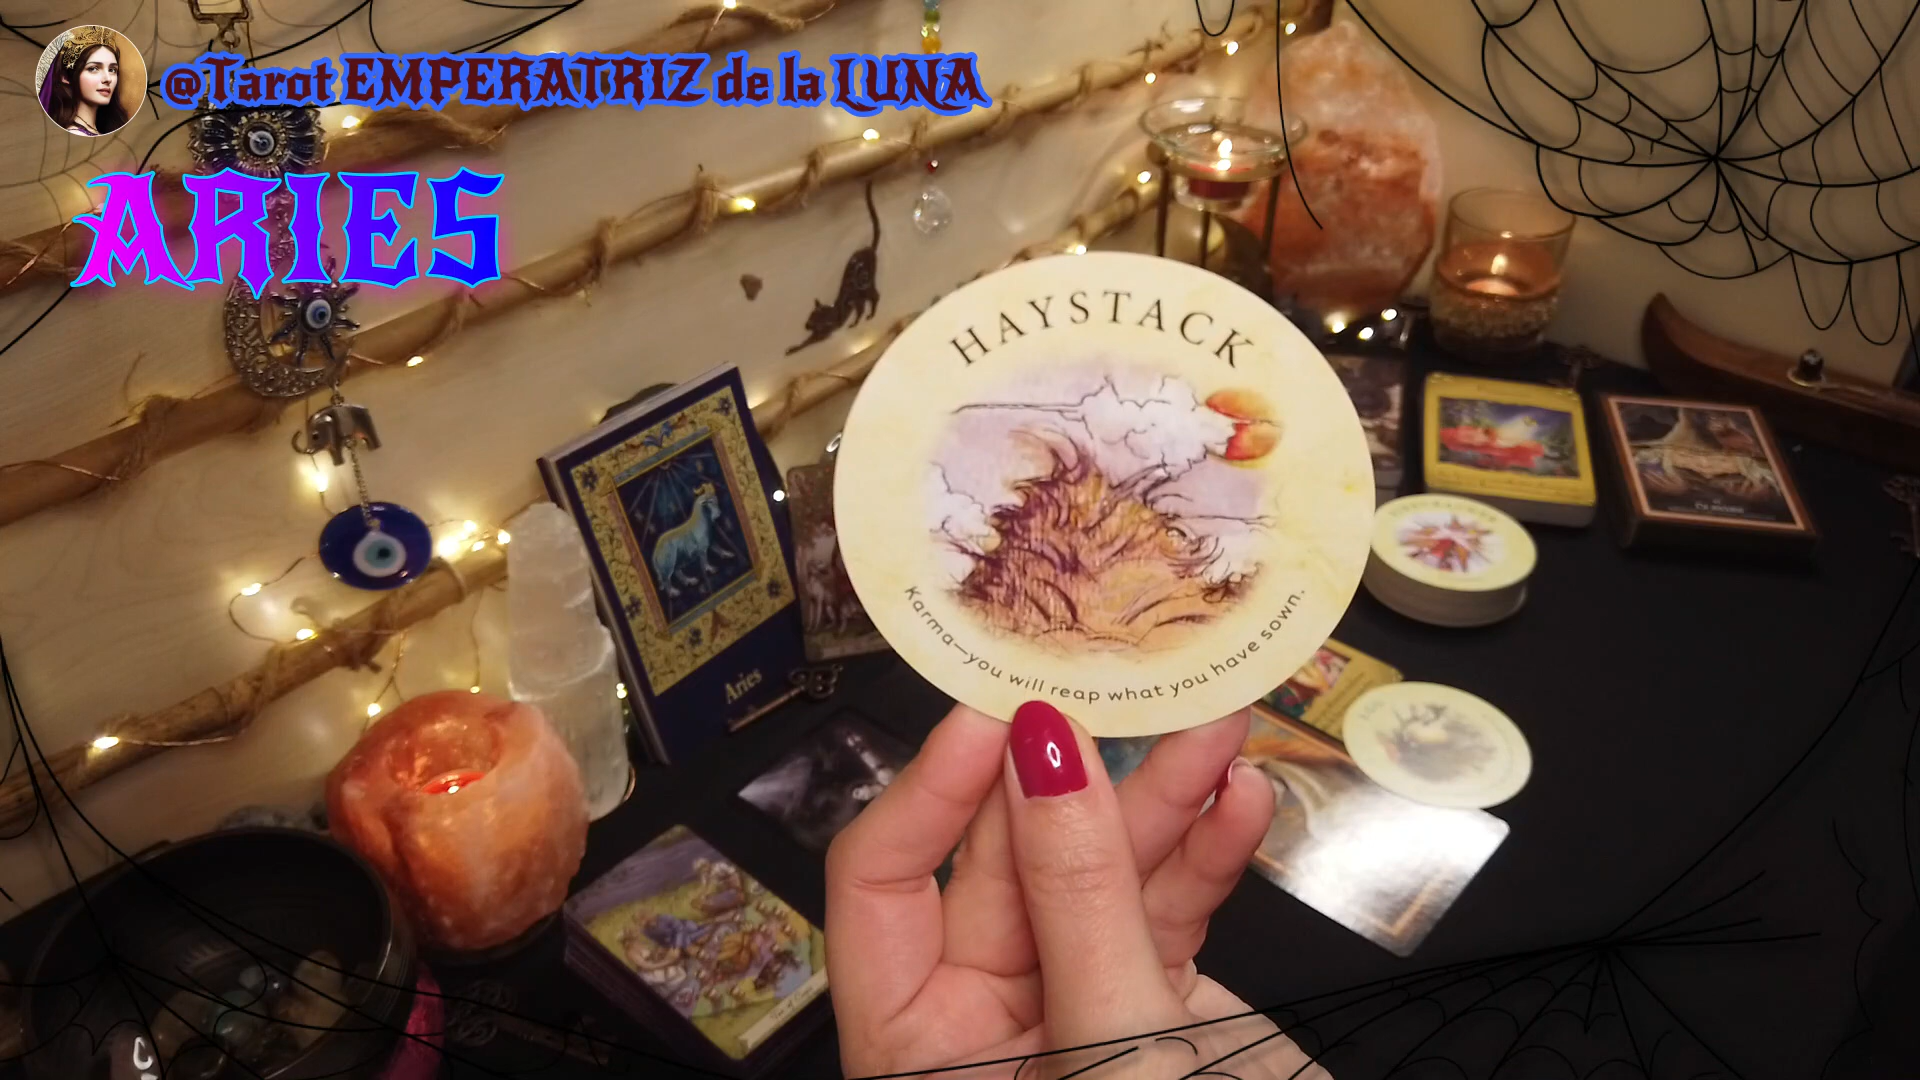 @Tarot EMPERATRIZ de la LUNA
ARIES
HAYSTACK
Karma—you will reap what you have sown.
Aries